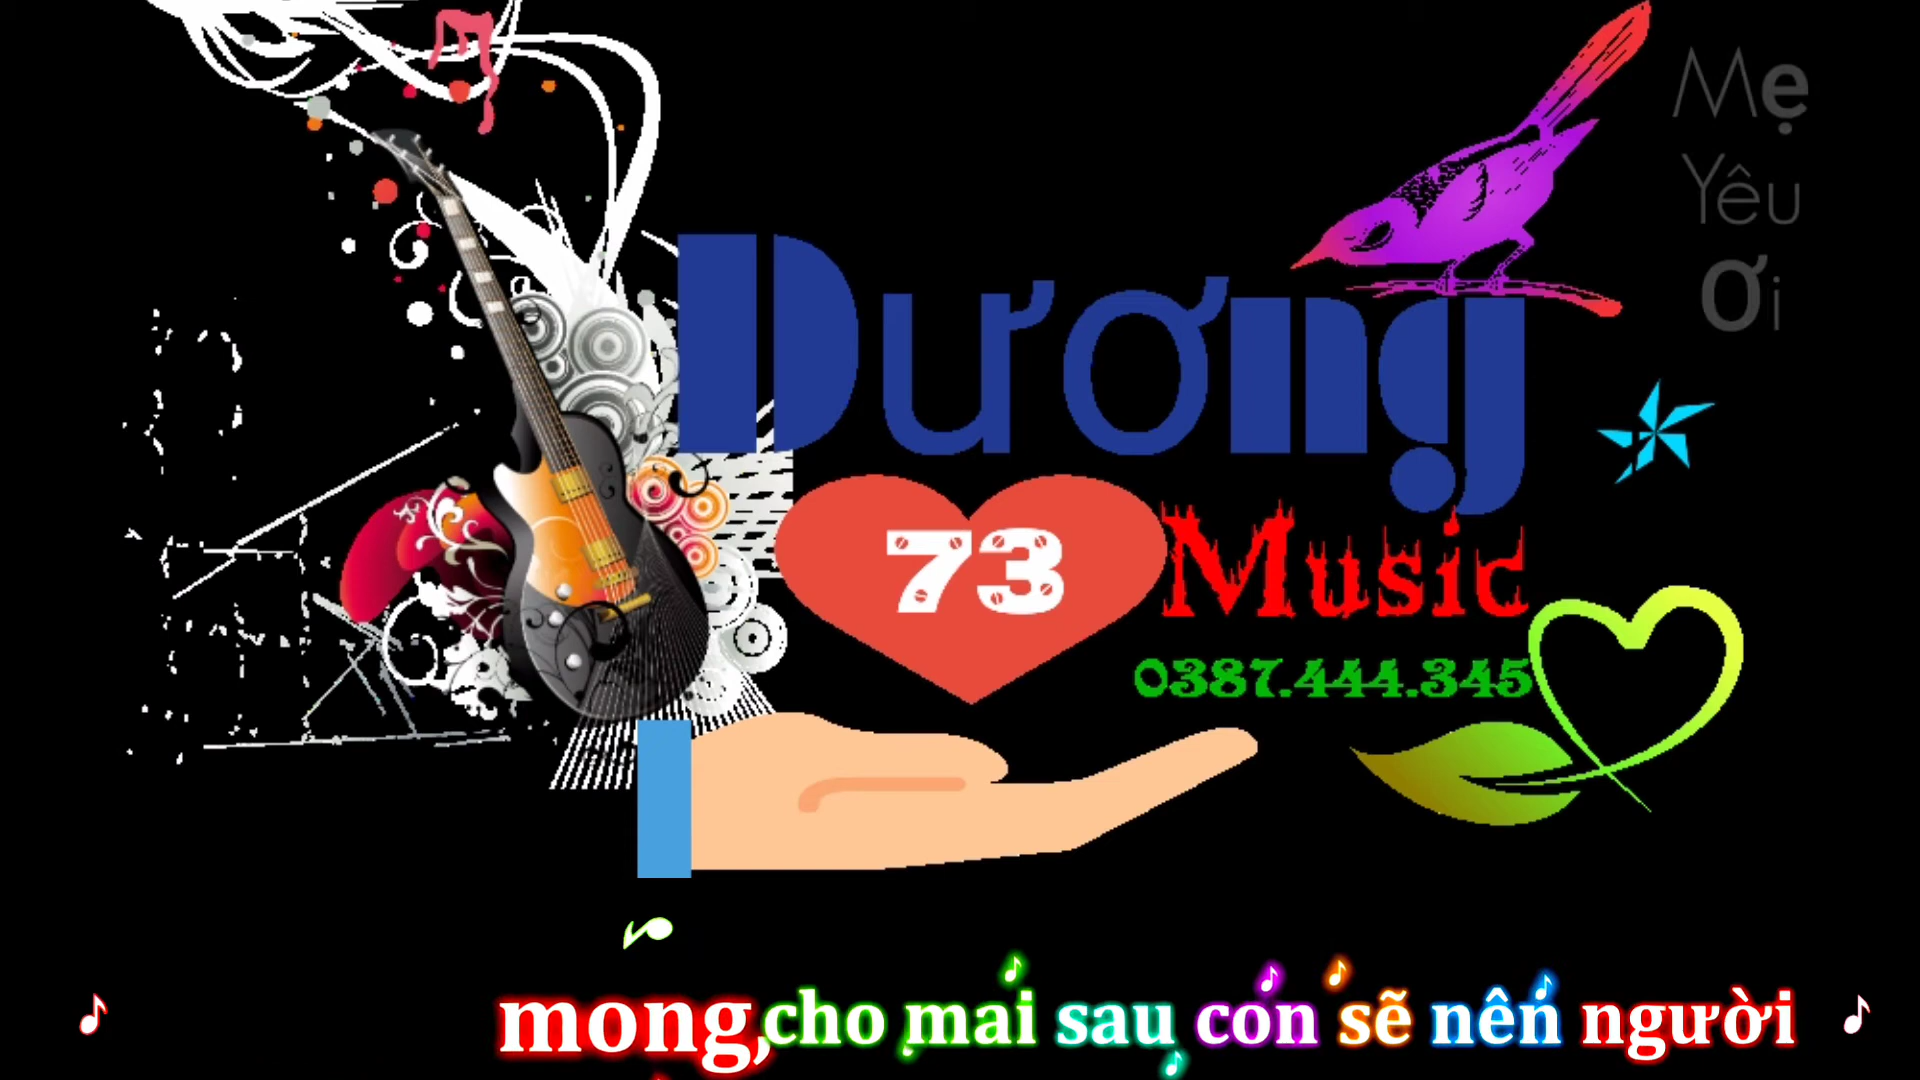 Mẹ
Yêu
Ơi
Dương
73
Music
0387.444.345
mong, cho mai sau con sẽ nên người